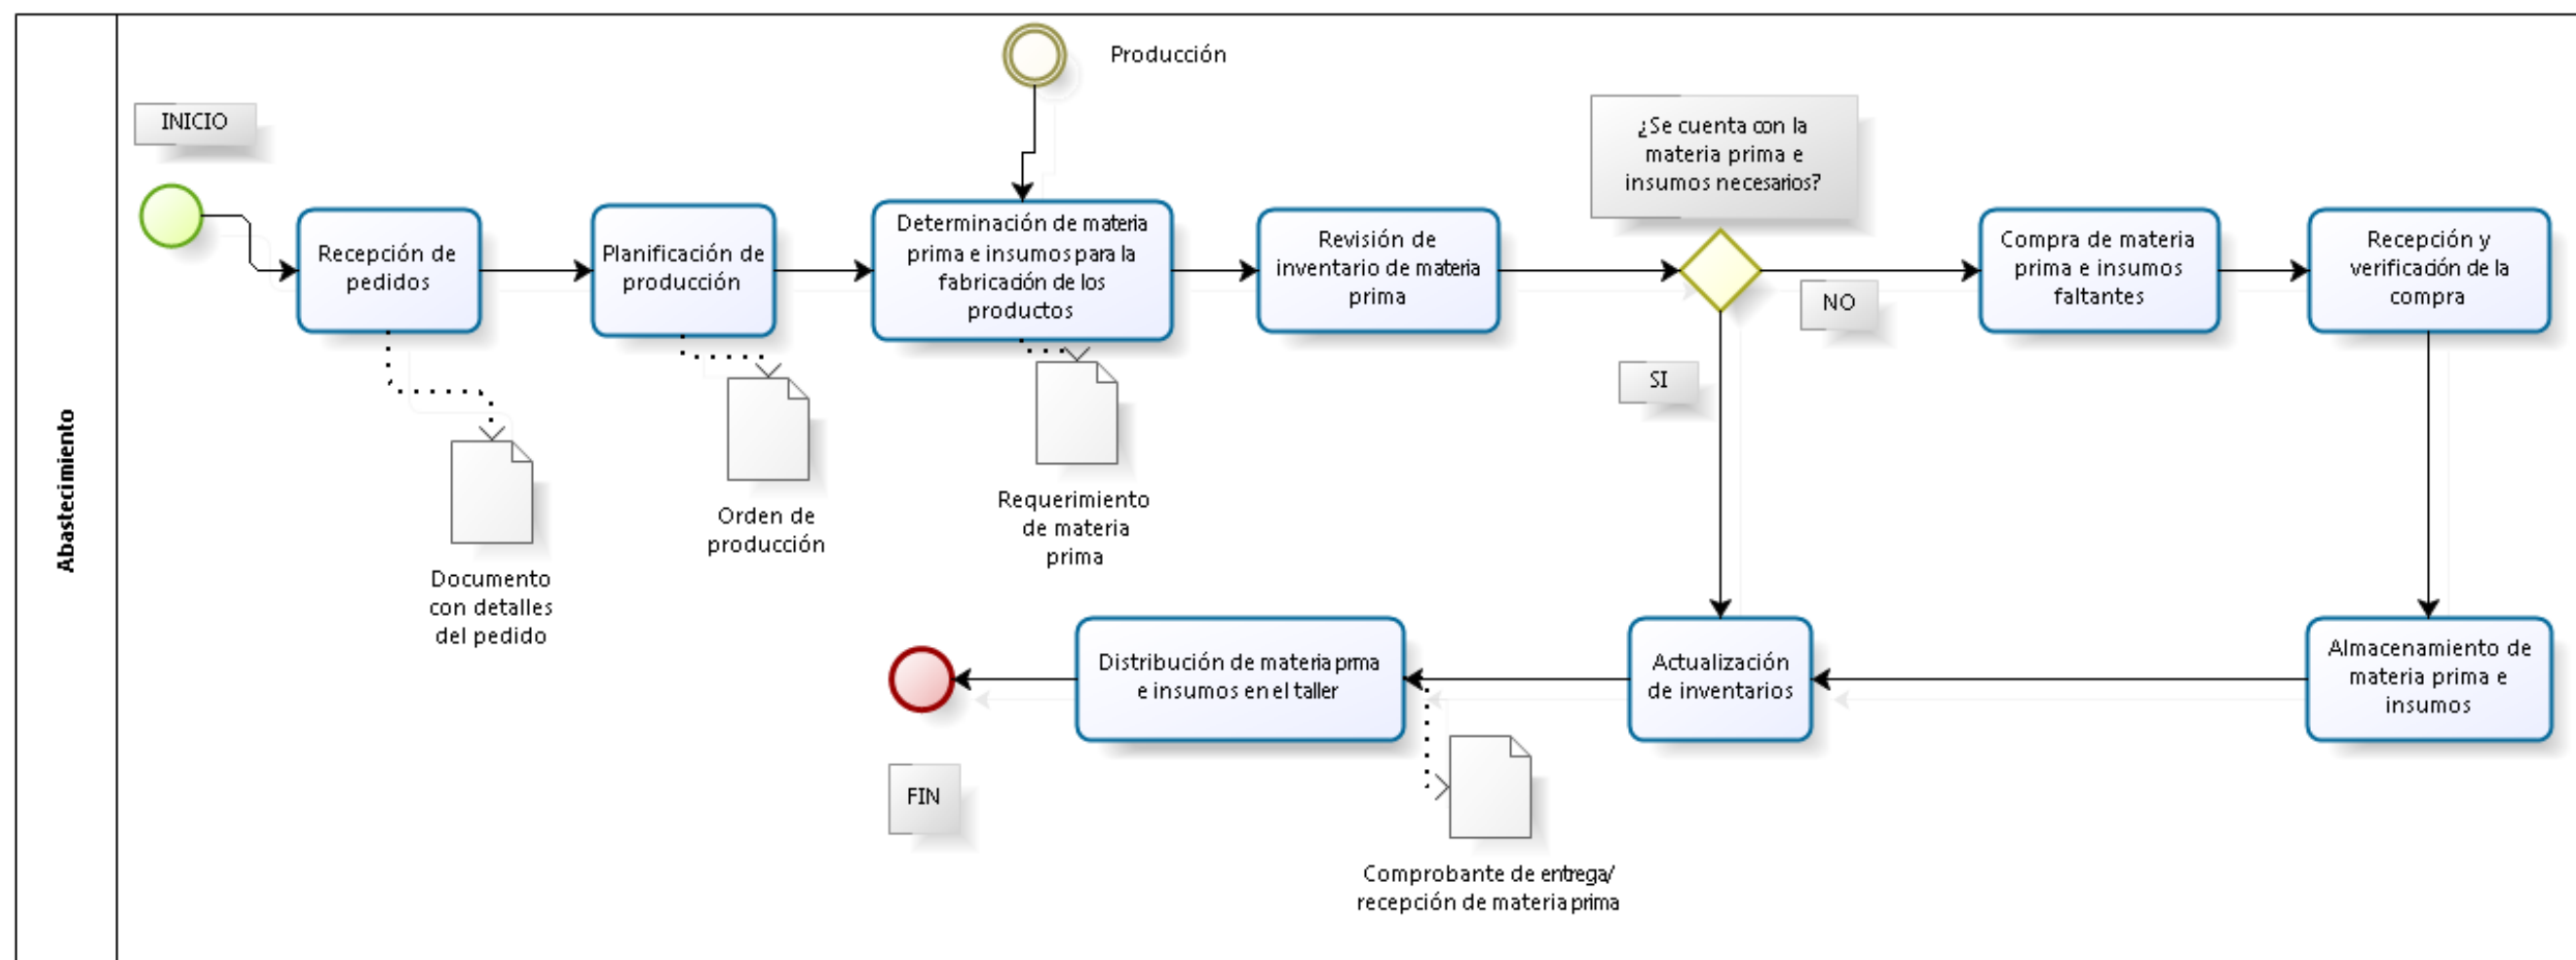 Abastecimiento
INICIO
Producción
¿Se cuenta con la
materia prima e
insumos necesarios?
Recepción de
pedidos
Planificación de
producción
Determinación de materia
prima e insumos para la
fabricación de los
productos
Revisión de
inventario de materia
prima
Compra de materia
prima e insumos
faltantes
Recepción y
verificación de la
compra
NO
SI
Documento
con detalles
del pedido
Orden de
producción
Requerimiento
de materia
prima
Distribución de materia prma
e insumos en el taller
Actualización
de inventarios
Almacenamiento de
materia prima e
insumos
FIN
Comprobante de entrega/
recepción de materia prima